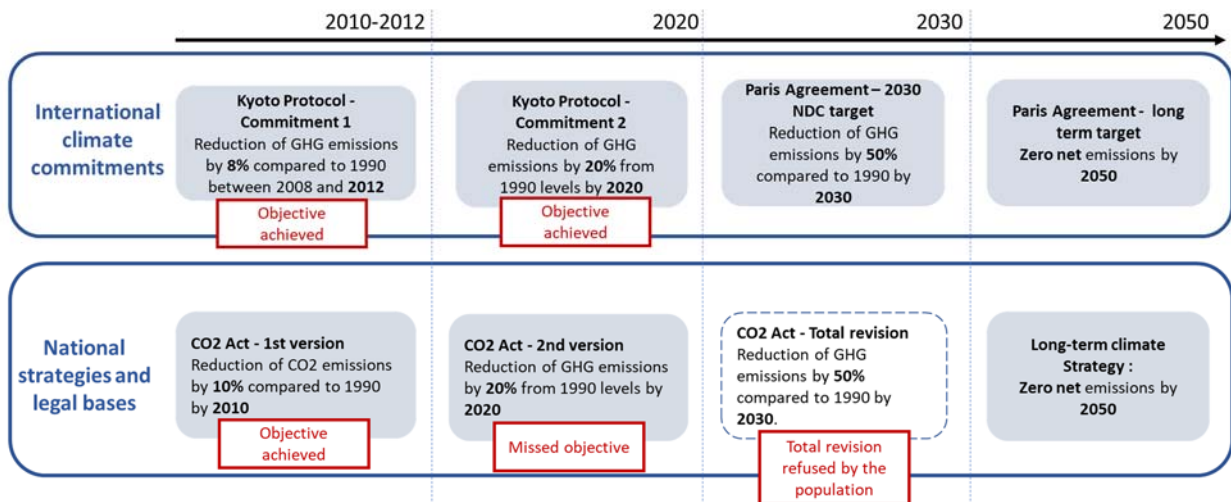 2010-2012
2020
2030
2050
International
climate
commitments
Kyoto Protocol -
Commitment 1
Reduction of GHG emissions
by 8% compared to 1990
between 2008 and 2012
Objective
achieved
Kyoto Protocol -
Commitment 2
Reduction of GHG
emissions by 20% from
1990 levels by 2020
Objective
achieved
Paris Agreement – 2030
NDC target
Reduction of GHG
emissions by 50%
compared to 1990 by
2030
Paris Agreement - long
term target
Zero net emissions by
2050
National
strategies and
legal bases
CO2 Act - 1st version
Reduction of CO2 emissions
by 10% compared to 1990
by 2010
Objective
achieved
CO2 Act - 2nd version
Reduction of GHG emissions
by 20% from 1990 levels by
2020
Missed objective
CO2 Act - Total revision
Reduction of GHG
emissions by 50%
compared to 1990 by
2030.
Total revision
refused by the
population
Long-term climate
Strategy :
Zero net emissions by
2050